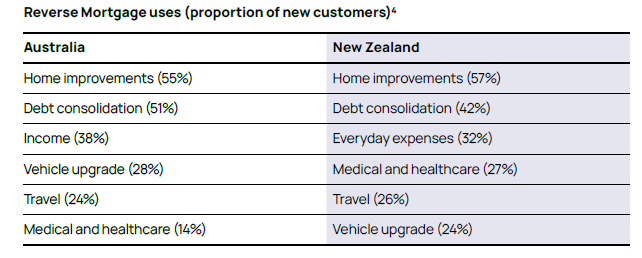 Reverse Mortgage uses (proportion of new customers)⁴
Australia New Zealand
Home improvements (55%) Home improvements (57%)
Debt consolidation (51%) Debt consolidation (42%)
Income (38%) Everyday expenses (32%)
Vehicle upgrade (28%) Medical and healthcare (27%)
Travel (24%) Travel (26%)
Medical and healthcare (14%) Vehicle upgrade (24%)